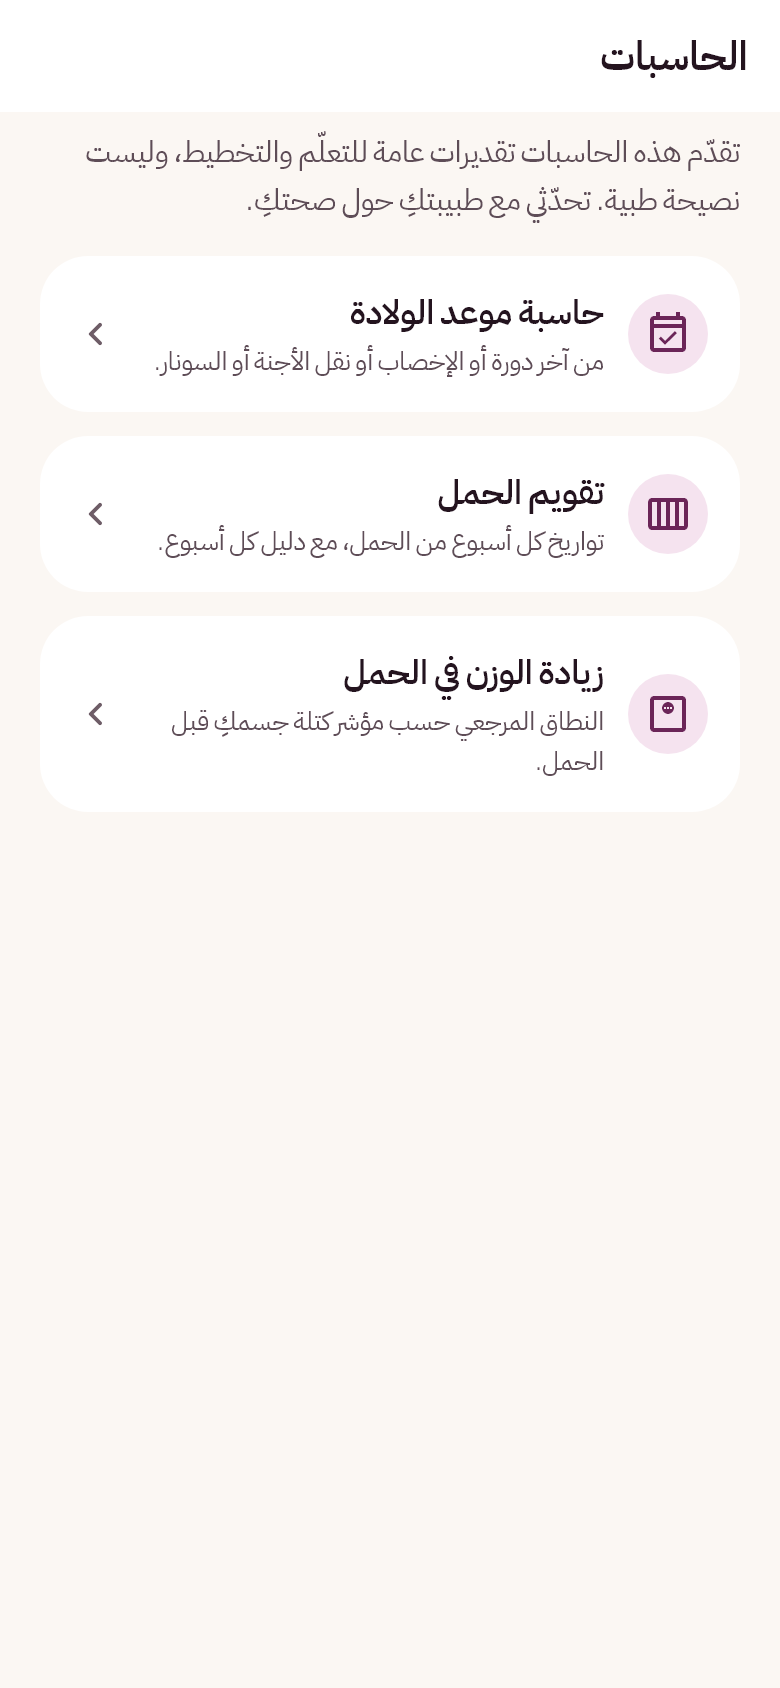 الحاسبات
تقدّم هذه الحاسبات تقديرات عامة للتعلّم والتخطيط، وليست
نصيحة طبية. تحدّثي مع طبيبتكِ حول صحتكِ.
حاسبة موعد الولادة
من آخر دورة أو الإخصاب أو نقل الأجنة أو السونار.
تقويم الحمل
تواريخ كل أسبوع من الحمل، مع دليل كل أسبوع.
زيادة الوزن في الحمل
النطاق المرجعي حسب مؤشر كتلة جسمكِ قبل
الحمل.